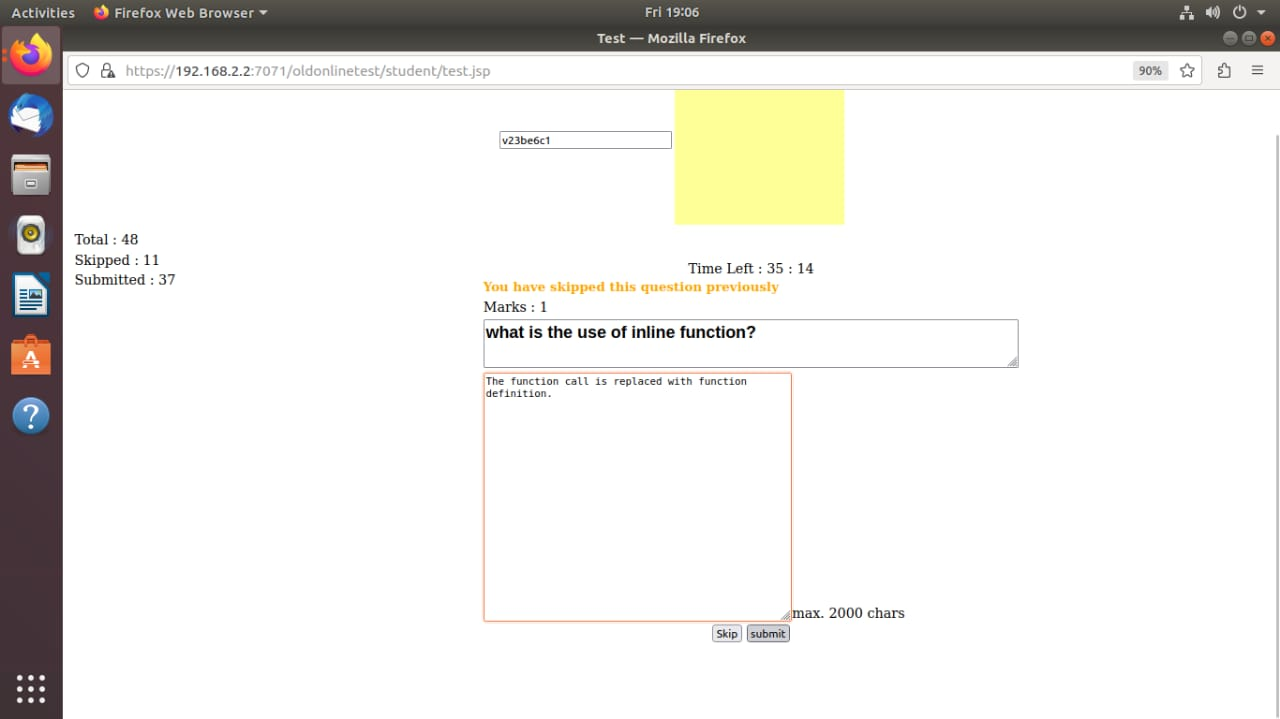 Activities
Firefox Web Browser
Fri 19:06
Test — Mozilla Firefox
https://192.168.2.2:7071/oldonlinetest/student/test.jsp
90%
v23be6c1
Total : 48
Skipped : 11
Submitted : 37
Time Left : 35 : 14
You have skipped this question previously
Marks : 1
what is the use of inline function?
The function call is replaced with function
definition.
max. 2000 chars
Skip submit